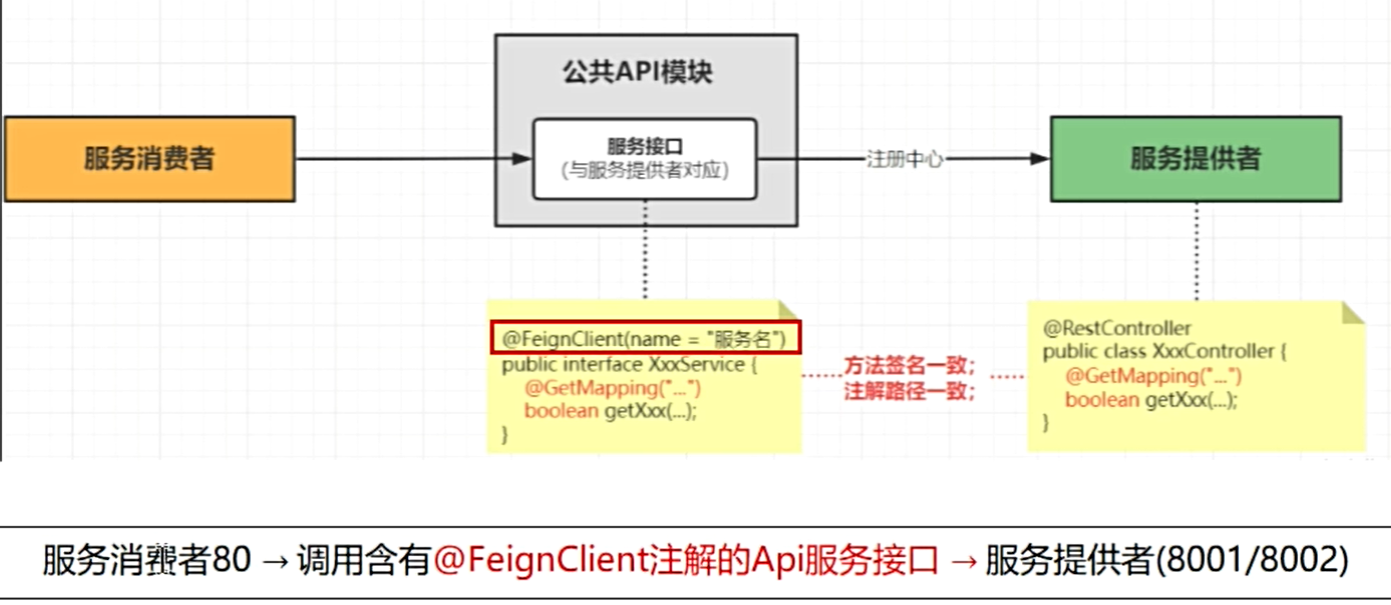 公共API模块
服务消费者
服务接口
(与服务提供者对应)
注册中心
服务提供者
@FeignClient(name = "服务名")
public interface XxxService {
@GetMapping("...")
boolean getXxx(...);
}
方法签名一致;
注解路径一致;
@RestController
public class XxxController {
@GetMapping("...")
boolean getXxx(...);
}
服务消费者80 → 调用含有@FeignClient注解的Api服务接口 → 服务提供者(8001/8002)